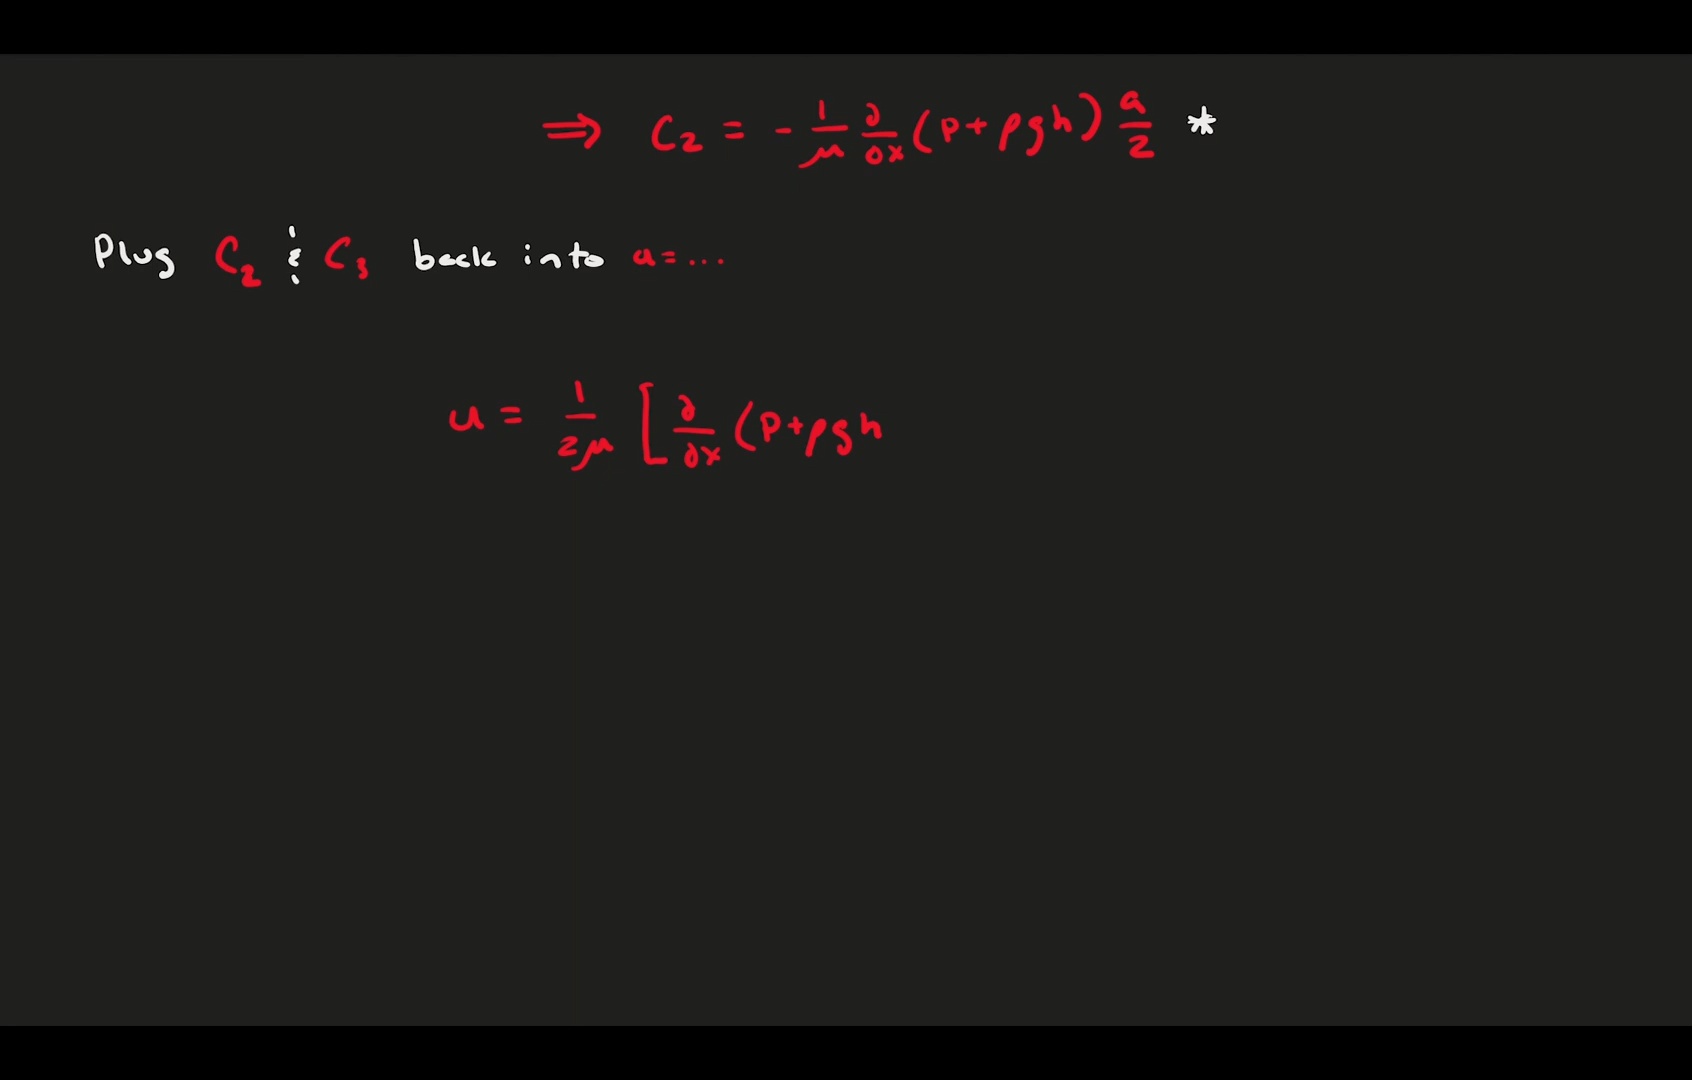 ⇒ C₂ = - 1/μ ∂/∂x (p + ρgh) a/2 *
Plug C₂ & C₃ back into u = ...
u = 1/2μ [ ∂/∂x (p + ρgh